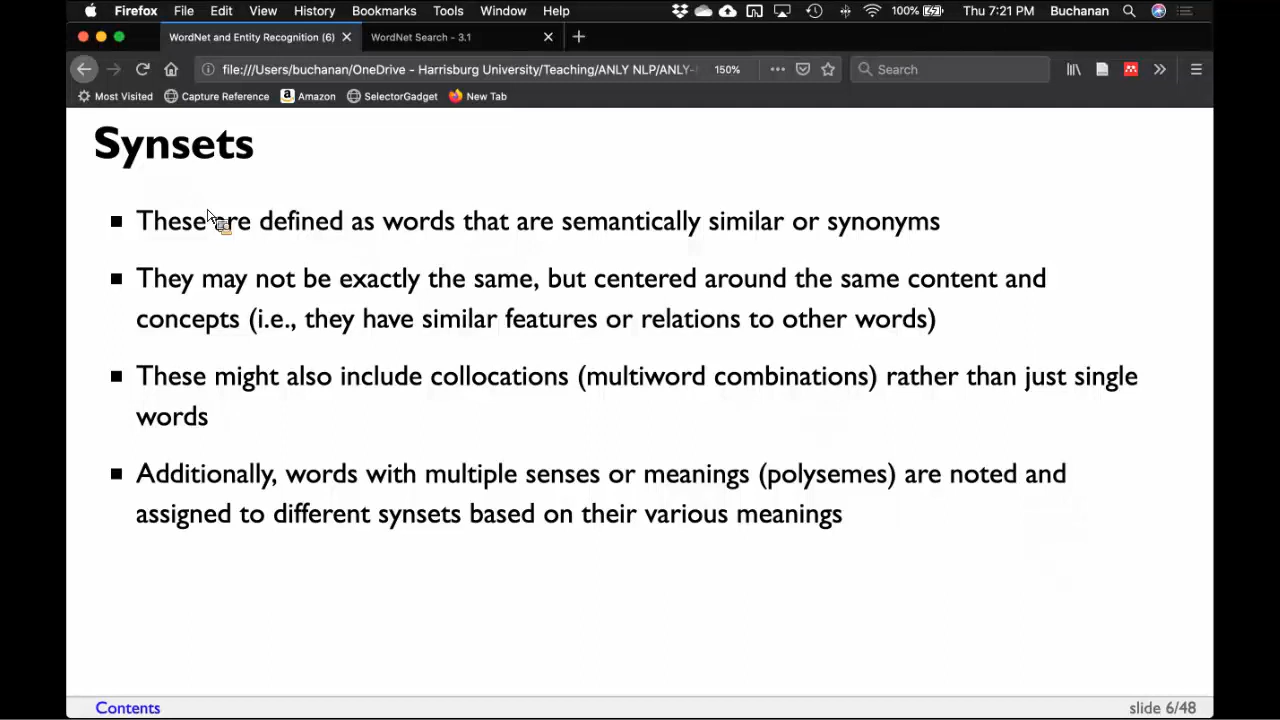 Firefox File Edit View History Bookmarks Tools Window Help 100% Thu 7:21 PM Buchanan
WordNet and Entity Recognition (6) WordNet Search - 3.1
file:///Users/buchanan/OneDrive - Harrisburg University/Teaching/ANLY NLP/ANLY- 150% Search
Most Visited Capture Reference Amazon SelectorGadget New Tab
Synsets
These are defined as words that are semantically similar or synonyms
They may not be exactly the same, but centered around the same content and
concepts (i.e., they have similar features or relations to other words)
These might also include collocations (multiword combinations) rather than just single
words
Additionally, words with multiple senses or meanings (polysemes) are noted and
assigned to different synsets based on their various meanings
Contents slide 6/48